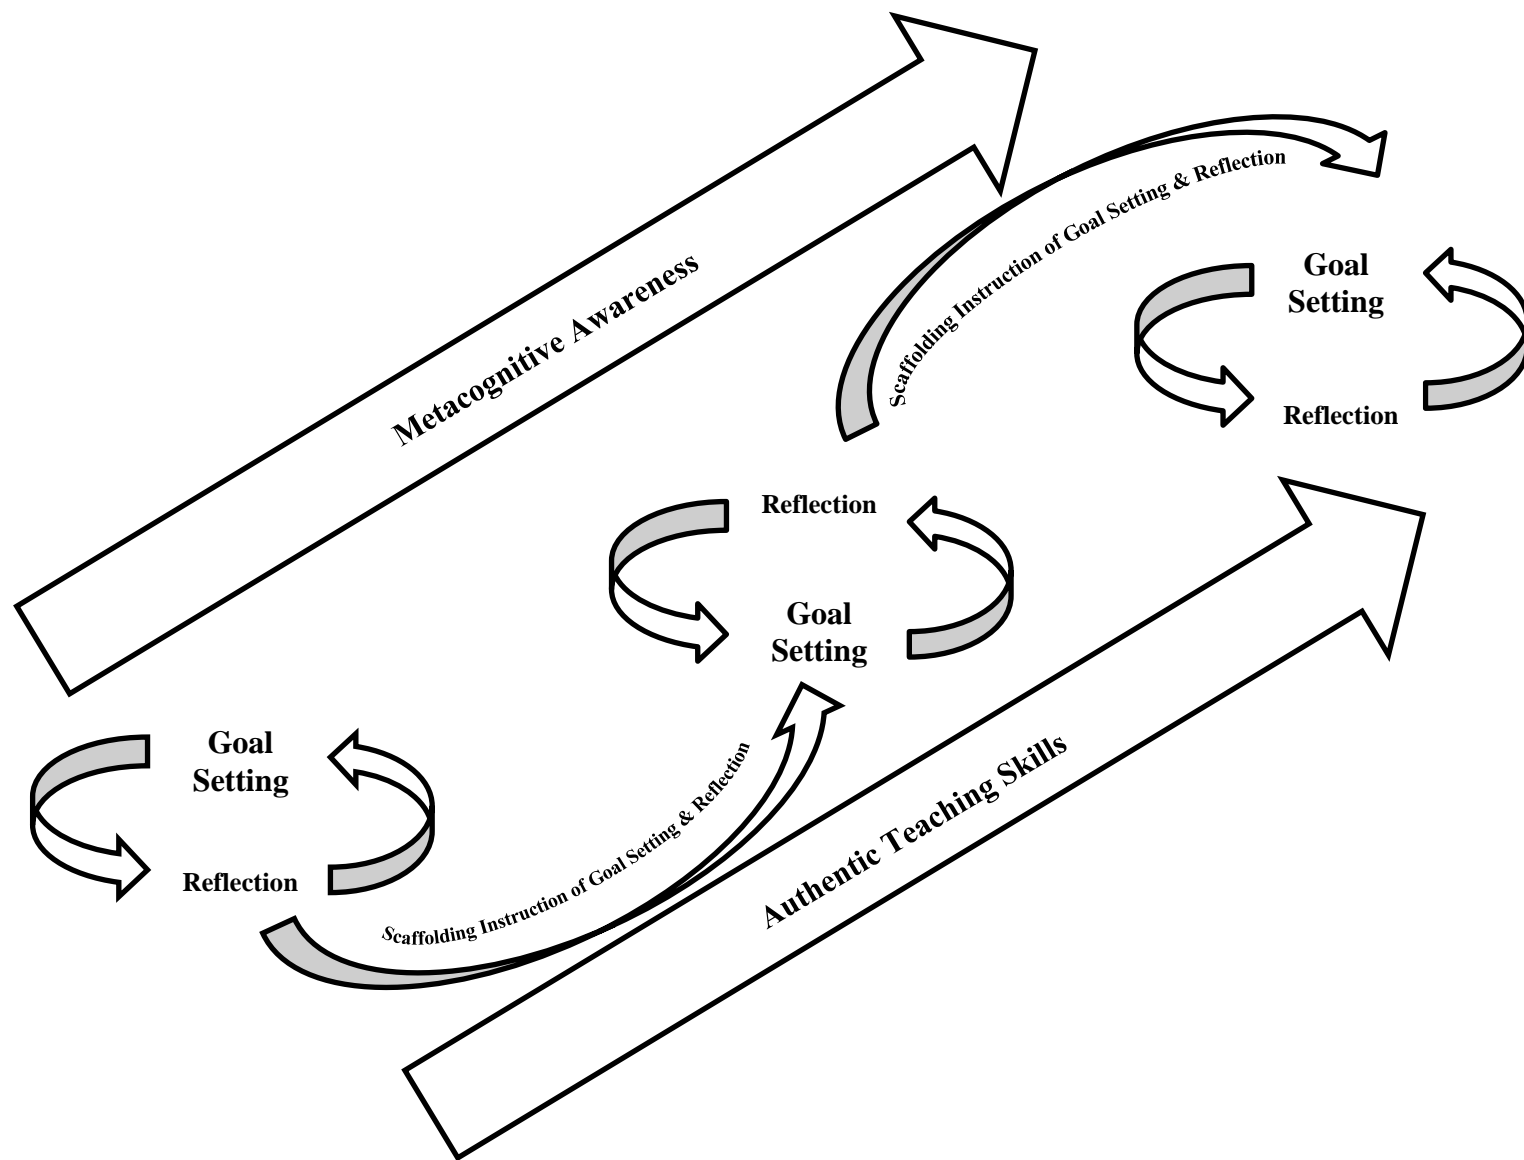 Metacognitive Awareness
Scaffolding Instruction of Goal Setting & Reflection
Goal
Setting
Reflection
Reflection
Goal
Setting
Goal
Setting
Reflection
Scaffolding Instruction of Goal Setting & Reflection
Authentic Teaching Skills